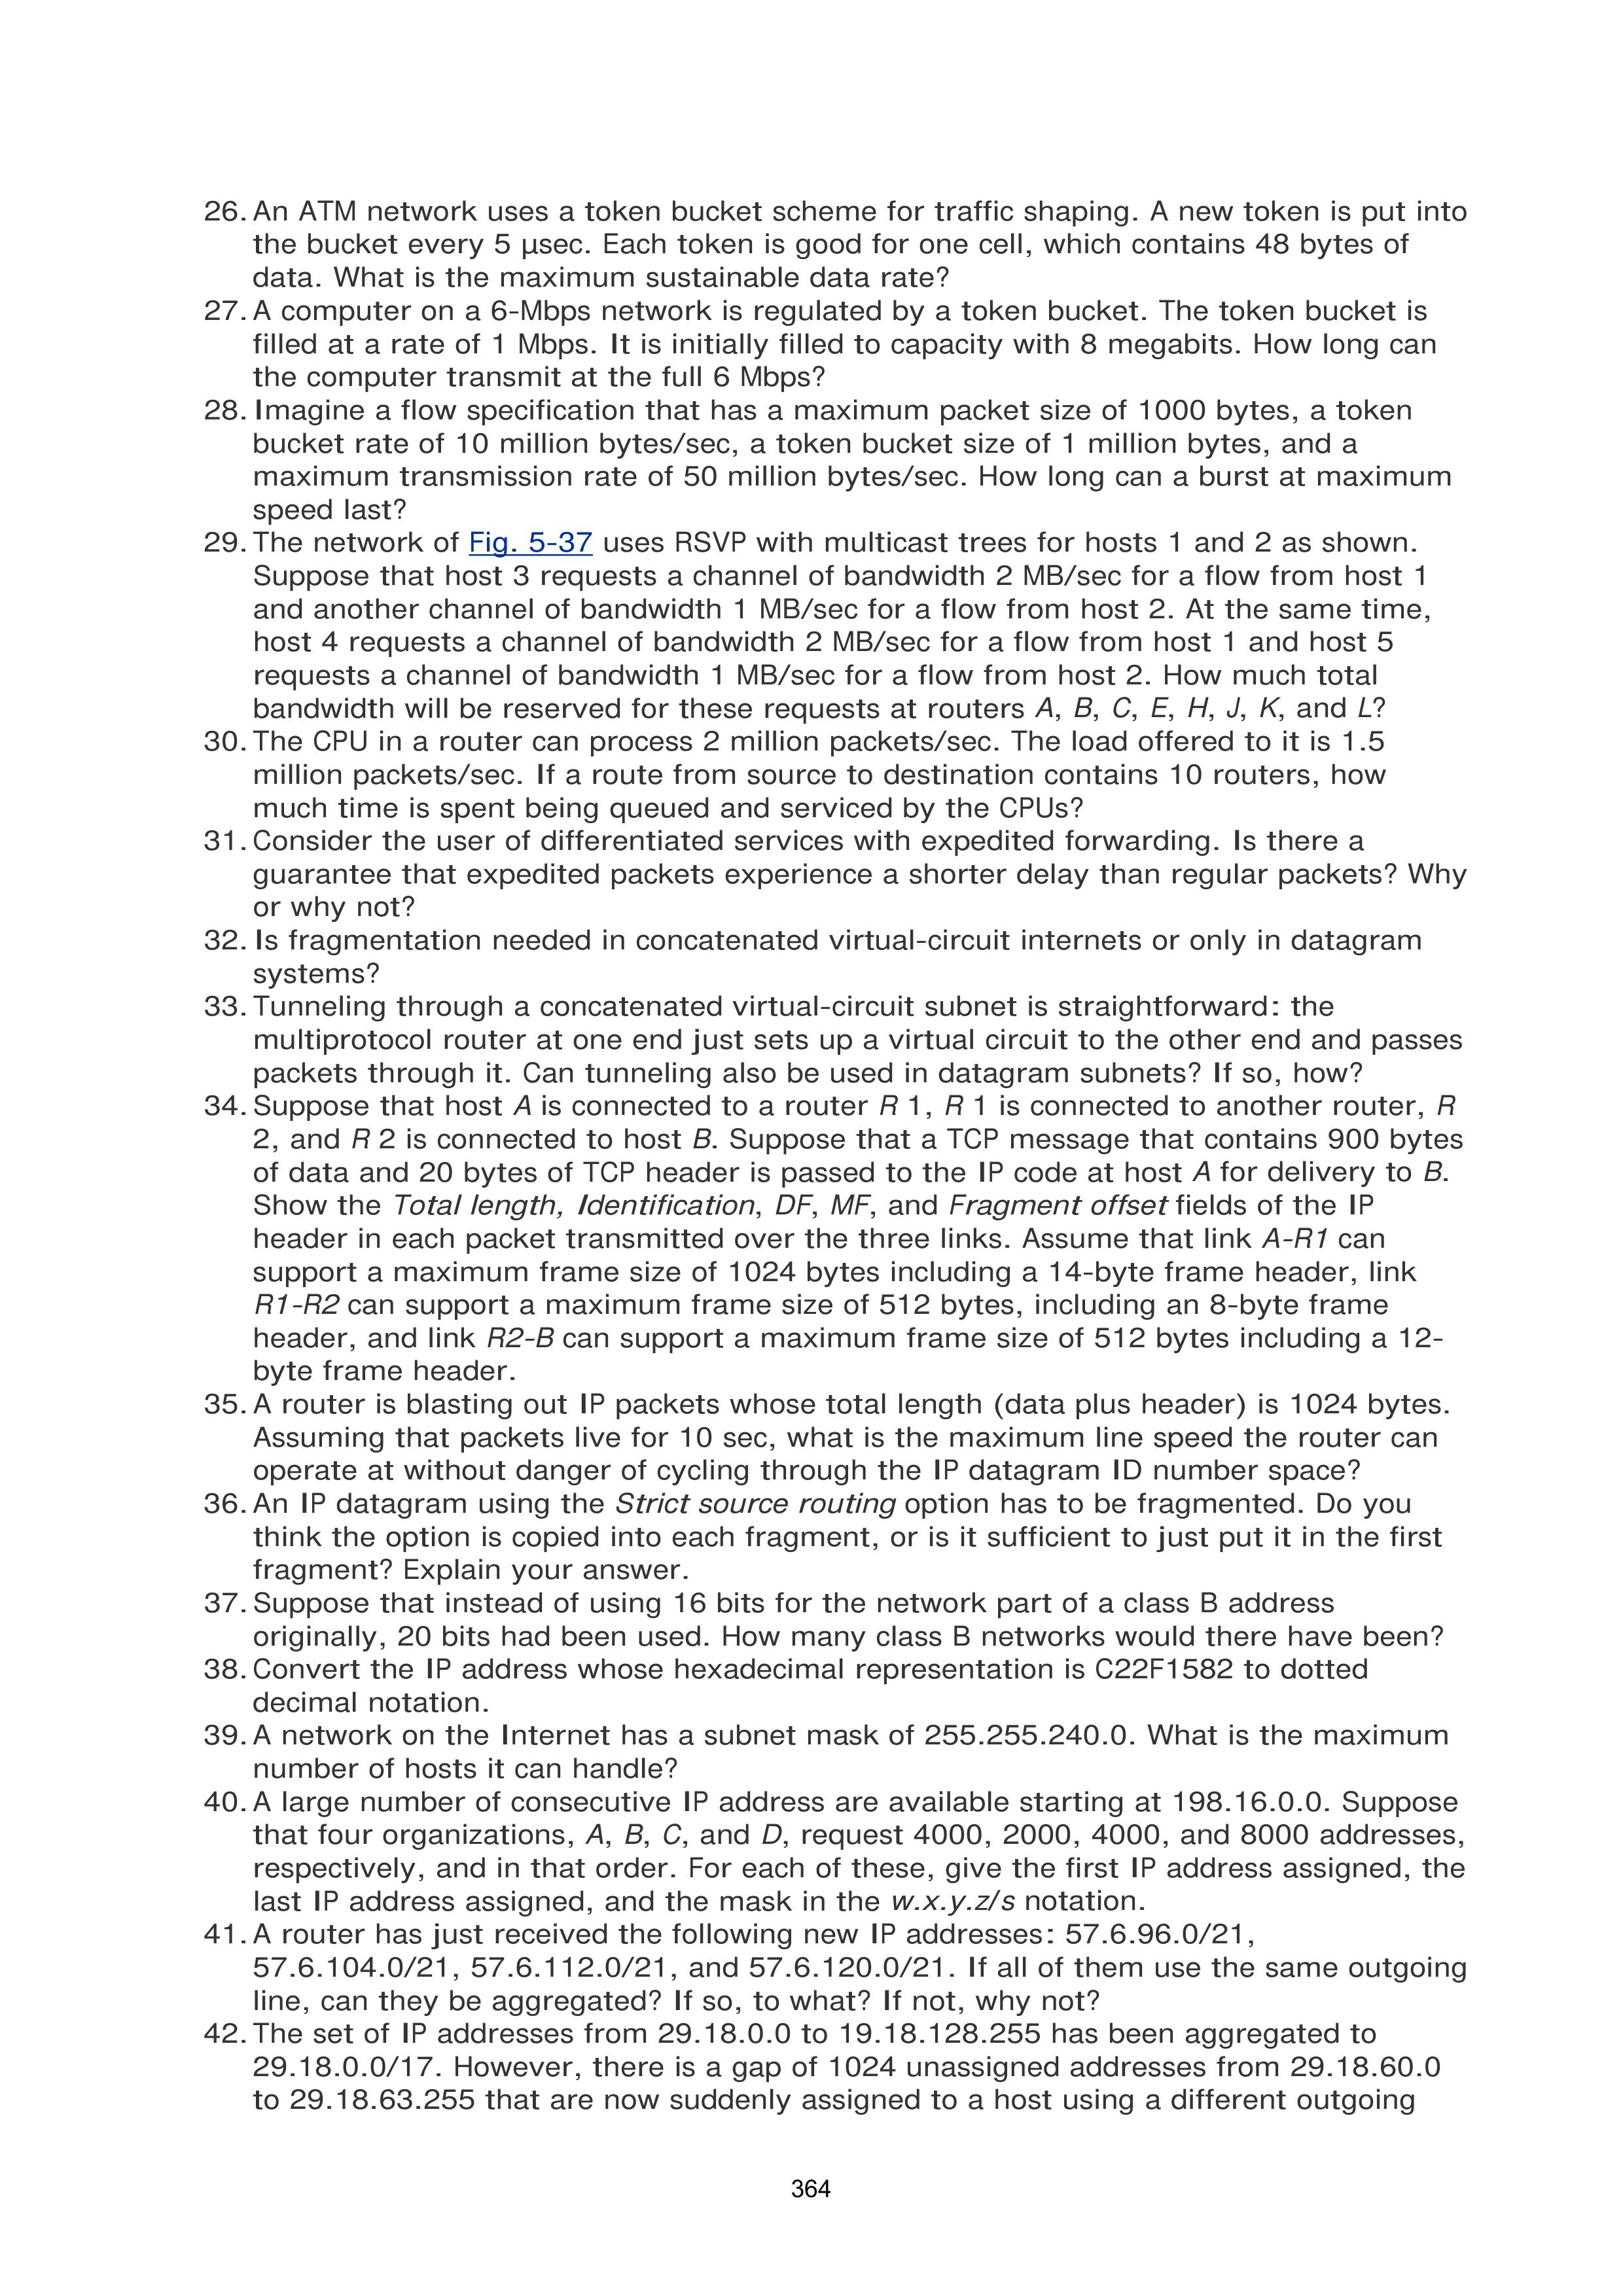 26. An ATM network uses a token bucket scheme for traffic shaping. A new token is put into
the bucket every 5 µsec. Each token is good for one cell, which contains 48 bytes of
data. What is the maximum sustainable data rate?
27. A computer on a 6-Mbps network is regulated by a token bucket. The token bucket is
filled at a rate of 1 Mbps. It is initially filled to capacity with 8 megabits. How long can
the computer transmit at the full 6 Mbps?
28. Imagine a flow specification that has a maximum packet size of 1000 bytes, a token
bucket rate of 10 million bytes/sec, a token bucket size of 1 million bytes, and a
maximum transmission rate of 50 million bytes/sec. How long can a burst at maximum
speed last?
29. The network of Fig. 5-37 uses RSVP with multicast trees for hosts 1 and 2 as shown.
Suppose that host 3 requests a channel of bandwidth 2 MB/sec for a flow from host 1
and another channel of bandwidth 1 MB/sec for a flow from host 2. At the same time,
host 4 requests a channel of bandwidth 2 MB/sec for a flow from host 1 and host 5
requests a channel of bandwidth 1 MB/sec for a flow from host 2. How much total
bandwidth will be reserved for these requests at routers A, B, C, E, H, J, K, and L?
30. The CPU in a router can process 2 million packets/sec. The load offered to it is 1.5
million packets/sec. If a route from source to destination contains 10 routers, how
much time is spent being queued and serviced by the CPUs?
31. Consider the user of differentiated services with expedited forwarding. Is there a
guarantee that expedited packets experience a shorter delay than regular packets? Why
or why not?
32. Is fragmentation needed in concatenated virtual-circuit internets or only in datagram
systems?
33. Tunneling through a concatenated virtual-circuit subnet is straightforward: the
multiprotocol router at one end just sets up a virtual circuit to the other end and passes
packets through it. Can tunneling also be used in datagram subnets? If so, how?
34. Suppose that host A is connected to a router R 1, R 1 is connected to another router, R
2, and R 2 is connected to host B. Suppose that a TCP message that contains 900 bytes
of data and 20 bytes of TCP header is passed to the IP code at host A for delivery to B.
Show the Total length, Identification, DF, MF, and Fragment offset fields of the IP
header in each packet transmitted over the three links. Assume that link A-R1 can
support a maximum frame size of 1024 bytes including a 14-byte frame header, link
R1-R2 can support a maximum frame size of 512 bytes, including an 8-byte frame
header, and link R2-B can support a maximum frame size of 512 bytes including a 12-
byte frame header.
35. A router is blasting out IP packets whose total length (data plus header) is 1024 bytes.
Assuming that packets live for 10 sec, what is the maximum line speed the router can
operate at without danger of cycling through the IP datagram ID number space?
36. An IP datagram using the Strict source routing option has to be fragmented. Do you
think the option is copied into each fragment, or is it sufficient to just put it in the first
fragment? Explain your answer.
37. Suppose that instead of using 16 bits for the network part of a class B address
originally, 20 bits had been used. How many class B networks would there have been?
38. Convert the IP address whose hexadecimal representation is C22F1582 to dotted
decimal notation.
39. A network on the Internet has a subnet mask of 255.255.240.0. What is the maximum
number of hosts it can handle?
40. A large number of consecutive IP address are available starting at 198.16.0.0. Suppose
that four organizations, A, B, C, and D, request 4000, 2000, 4000, and 8000 addresses,
respectively, and in that order. For each of these, give the first IP address assigned, the
last IP address assigned, and the mask in the w.x.y.z/s notation.
41. A router has just received the following new IP addresses: 57.6.96.0/21,
57.6.104.0/21, 57.6.112.0/21, and 57.6.120.0/21. If all of them use the same outgoing
line, can they be aggregated? If so, to what? If not, why not?
42. The set of IP addresses from 29.18.0.0 to 19.18.128.255 has been aggregated to
29.18.0.0/17. However, there is a gap of 1024 unassigned addresses from 29.18.60.0
to 29.18.63.255 that are now suddenly assigned to a host using a different outgoing
364